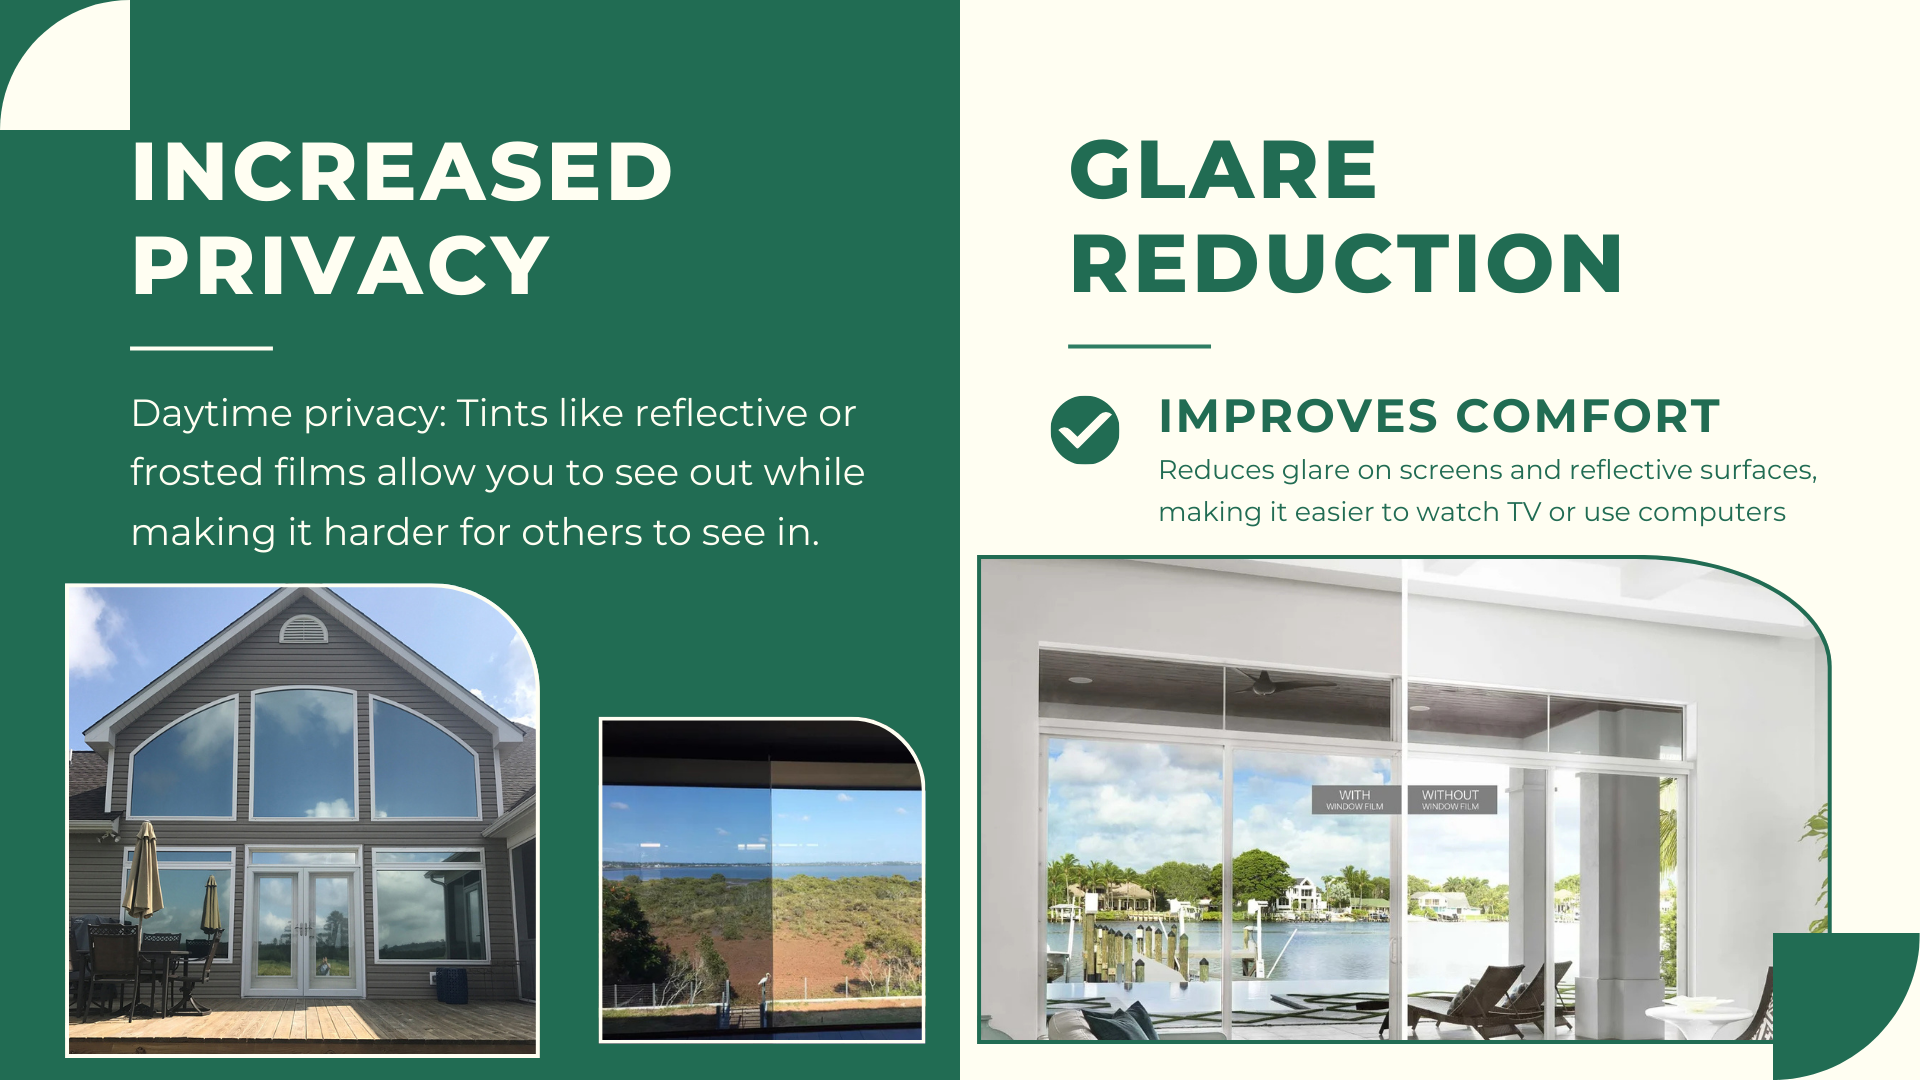 INCREASED
PRIVACY
Daytime privacy: Tints like reflective or
frosted films allow you to see out while
making it harder for others to see in.
GLARE
REDUCTION
IMPROVES COMFORT
Reduces glare on screens and reflective surfaces,
making it easier to watch TV or use computers
WITH
WINDOW FILM
WITHOUT
WINDOW FILM